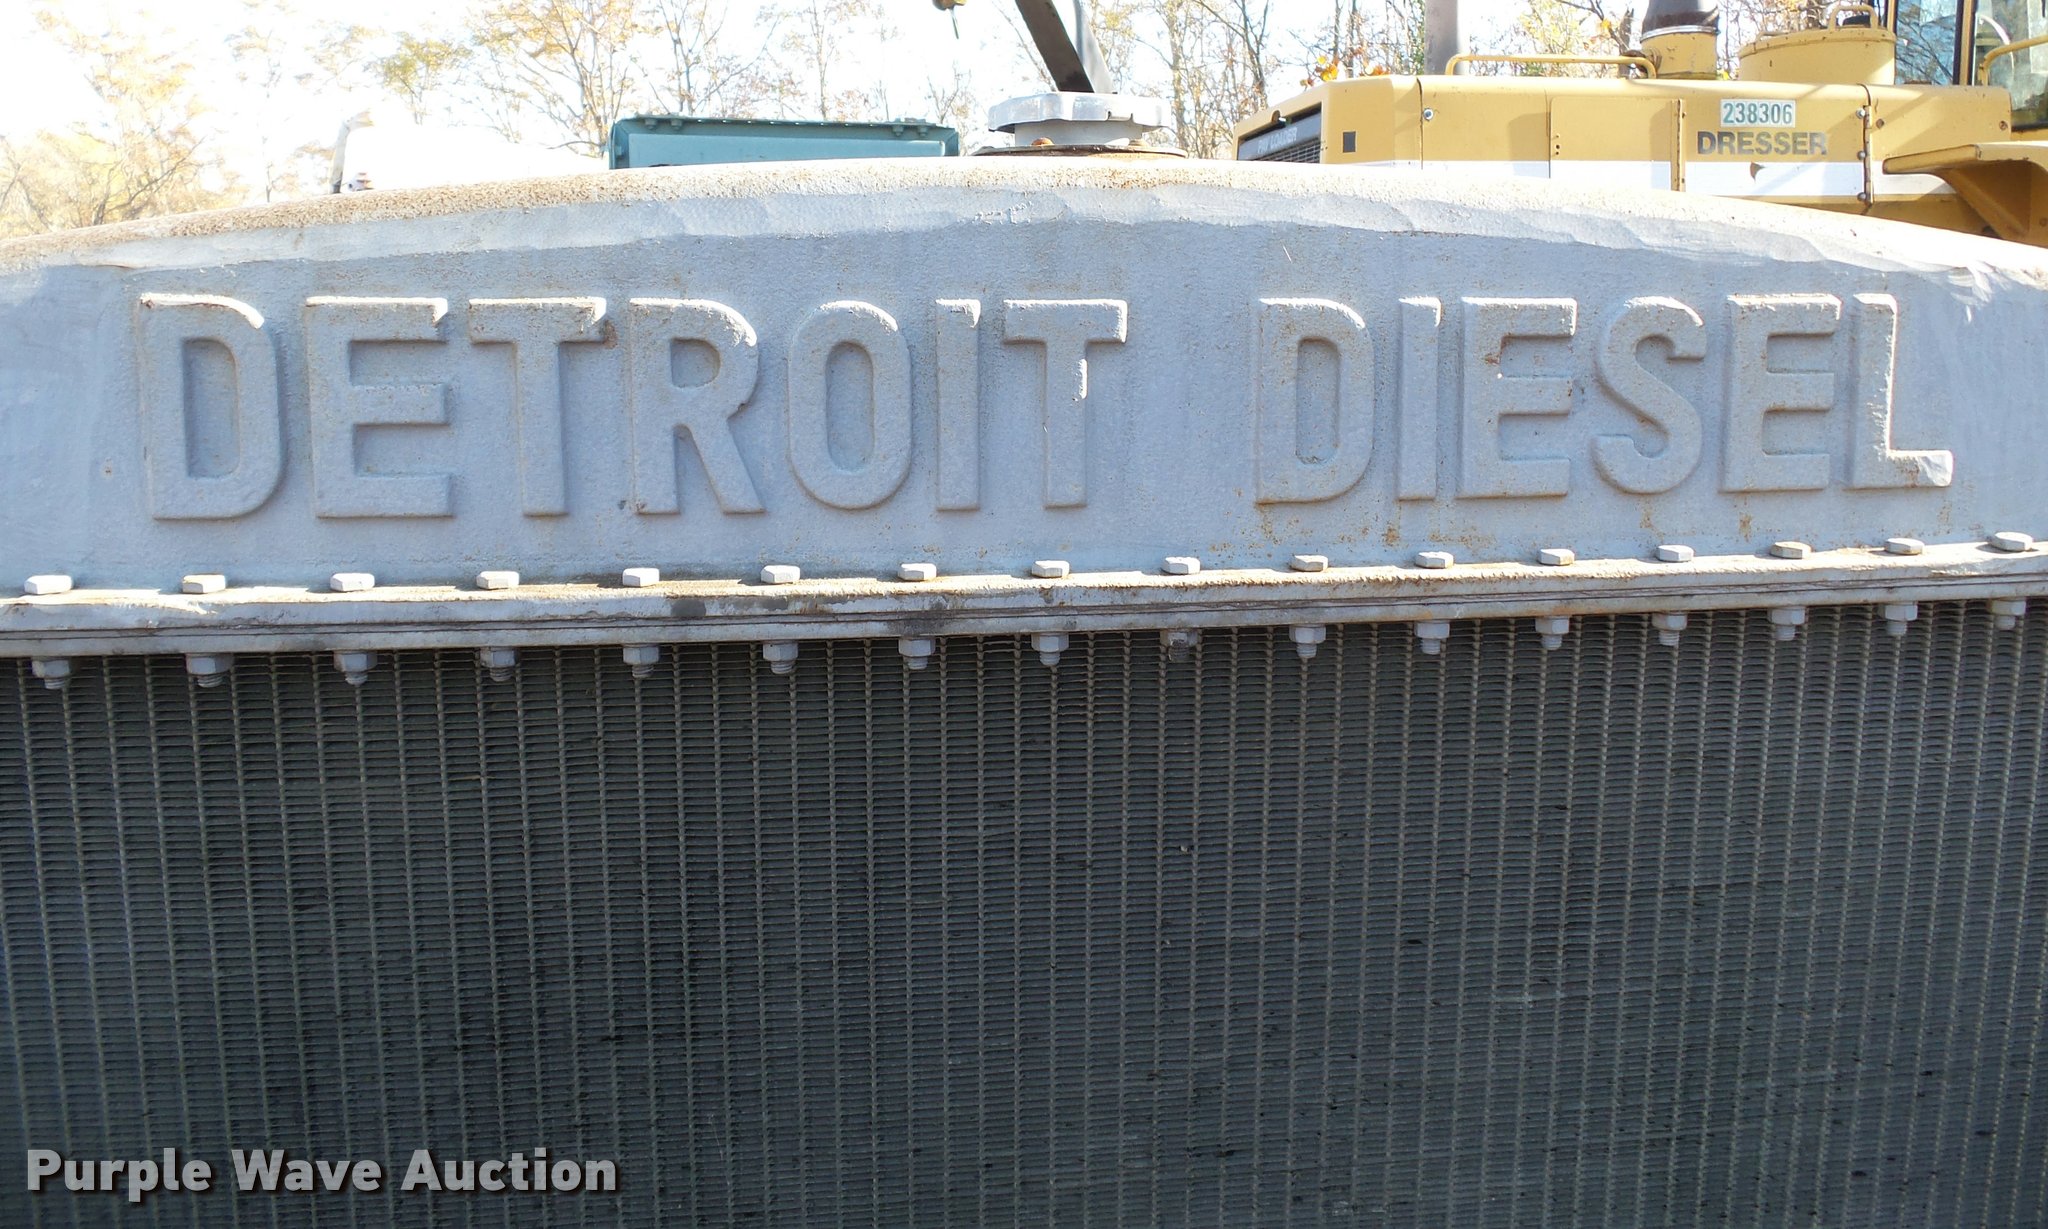 238306
DRESSER
DETROIT DIESEL
Purple Wave Auction